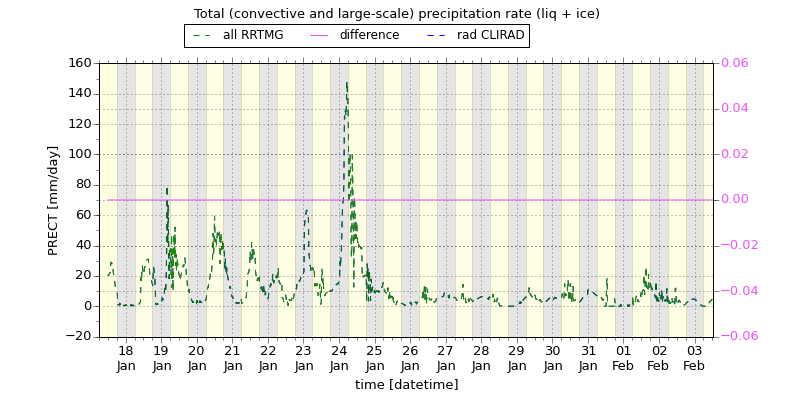 Total (convective and large-scale) precipitation rate (liq + ice)
all RRTMG difference rad CLIRAD
160 0.06
140 0.04
120
100 0.02
80
60 0.00
40 −0.02
20
0 −0.04
−20 −0.06
PRECT [mm/day]
18 19 20 21 22 23 24 25 26 27 28 29 30 31 01 02 03
Jan Jan Jan Jan Jan Jan Jan Jan Jan Jan Jan Jan Jan Jan Feb Feb Feb
time [datetime]